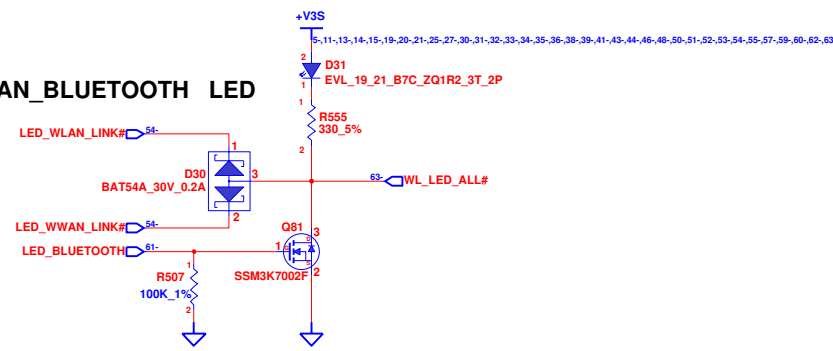 +V3S
5-,11-,13-,14-,15-,19-,20-,21-,25-,27-,30-,31-,32-,33-,34-,35-,36-,38-,39-,41-,43-,44-,46-,48-,50-,51-,52-,53-,54-,55-,57-,59-,60-,62-,63
2
D31
EVL_19_21_B7C_ZQ1R2_3T_2P
1
AN_BLUETOOTH LED
1
R555
330_5%
2
LED_WLAN_LINK# 54-
1
D30
BAT54A_30V_0.2A
3
63- WL_LED_ALL#
2
LED_WWAN_LINK# 54-
Q81
3
LED_BLUETOOTH 61-
1
G
D
S
SSM3K7002F
2
1
R507
100K_1%
2